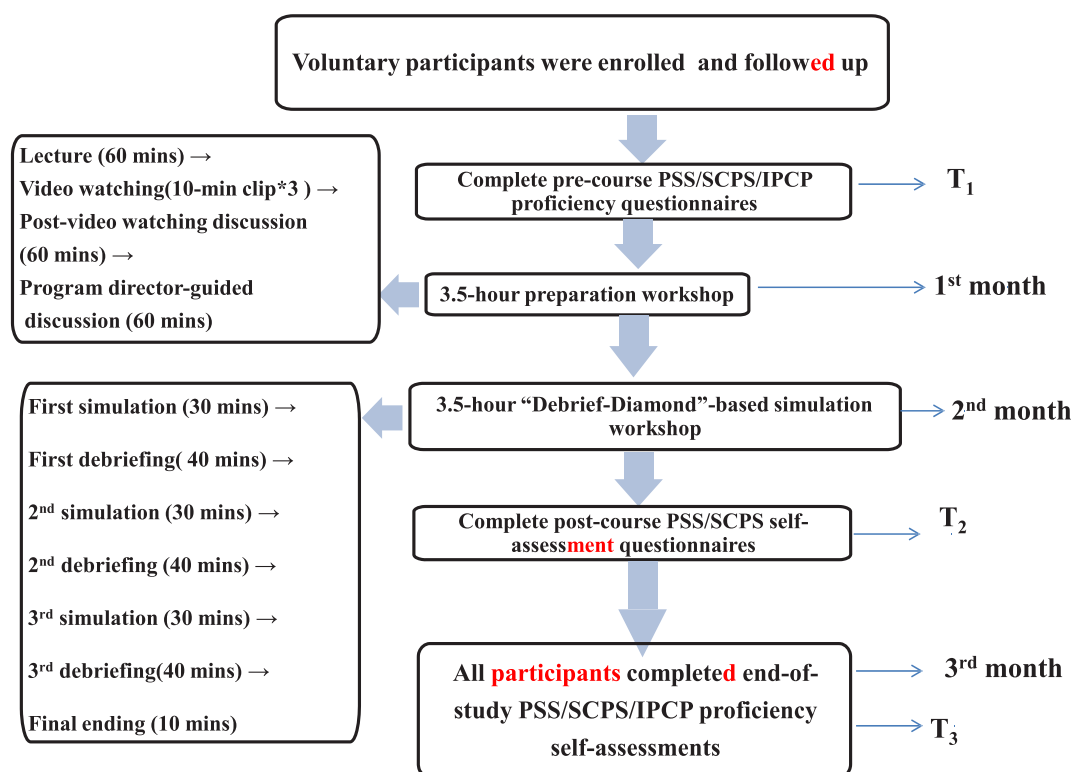 Voluntary participants were enrolled and followed up
Lecture (60 mins) →
Video watching(10-min clip*3 ) →
Post-video watching discussion
(60 mins) →
Program director-guided
discussion (60 mins)
Complete pre-course PSS/SCPS/IPCP
proficiency questionnaires
T1
3.5-hour preparation workshop
1st month
First simulation (30 mins) →
First debriefing( 40 mins) →
2nd simulation (30 mins) →
2nd debriefing (40 mins) →
3rd simulation (30 mins) →
3rd debriefing(40 mins) →
Final ending (10 mins)
3.5-hour “Debrief-Diamond”-based simulation
workshop
2nd month
Complete post-course PSS/SCPS self-
assessment questionnaires
T2
All participants completed end-of-
study PSS/SCPS/IPCP proficiency
self-assessments
3rd month
T3